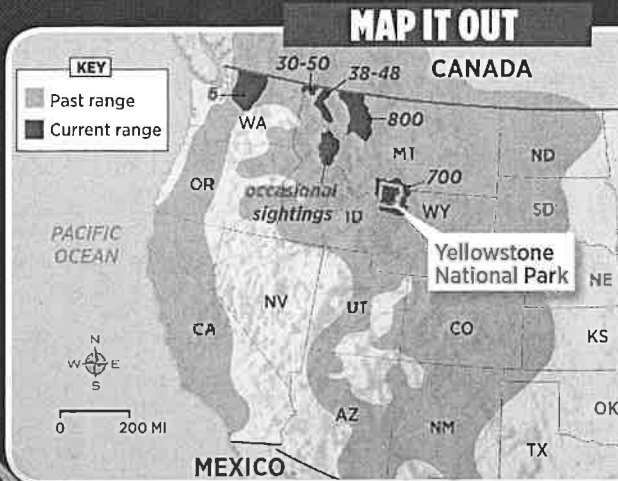 MAP IT OUT
KEY
Past range
Current range
30-50
38-48
CANADA
5
WA
800
MT
ND
OR
occasional
sightings
ID
700
WY
SD
PACIFIC
OCEAN
Yellowstone
National Park
NE
NV
UT
CA
CO
KS
N
W
E
S
0
200 MI
AZ
NM
OK
TX
MEXICO